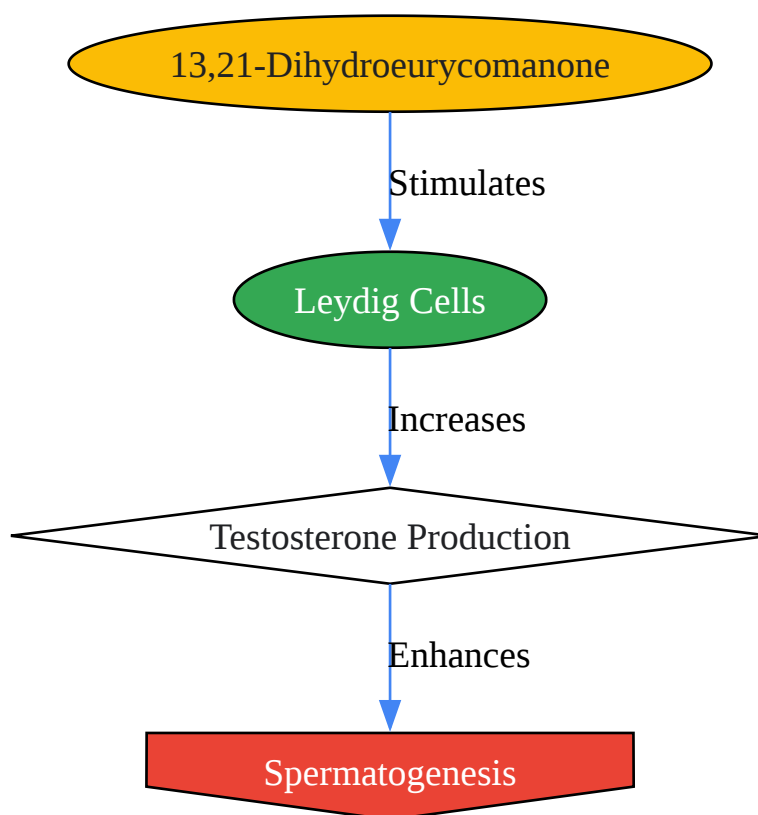 13,21-Dihydroeurycomanone
Stimulates
Leydig Cells
Increases
Testosterone Production
Enhances
Spermatogenesis